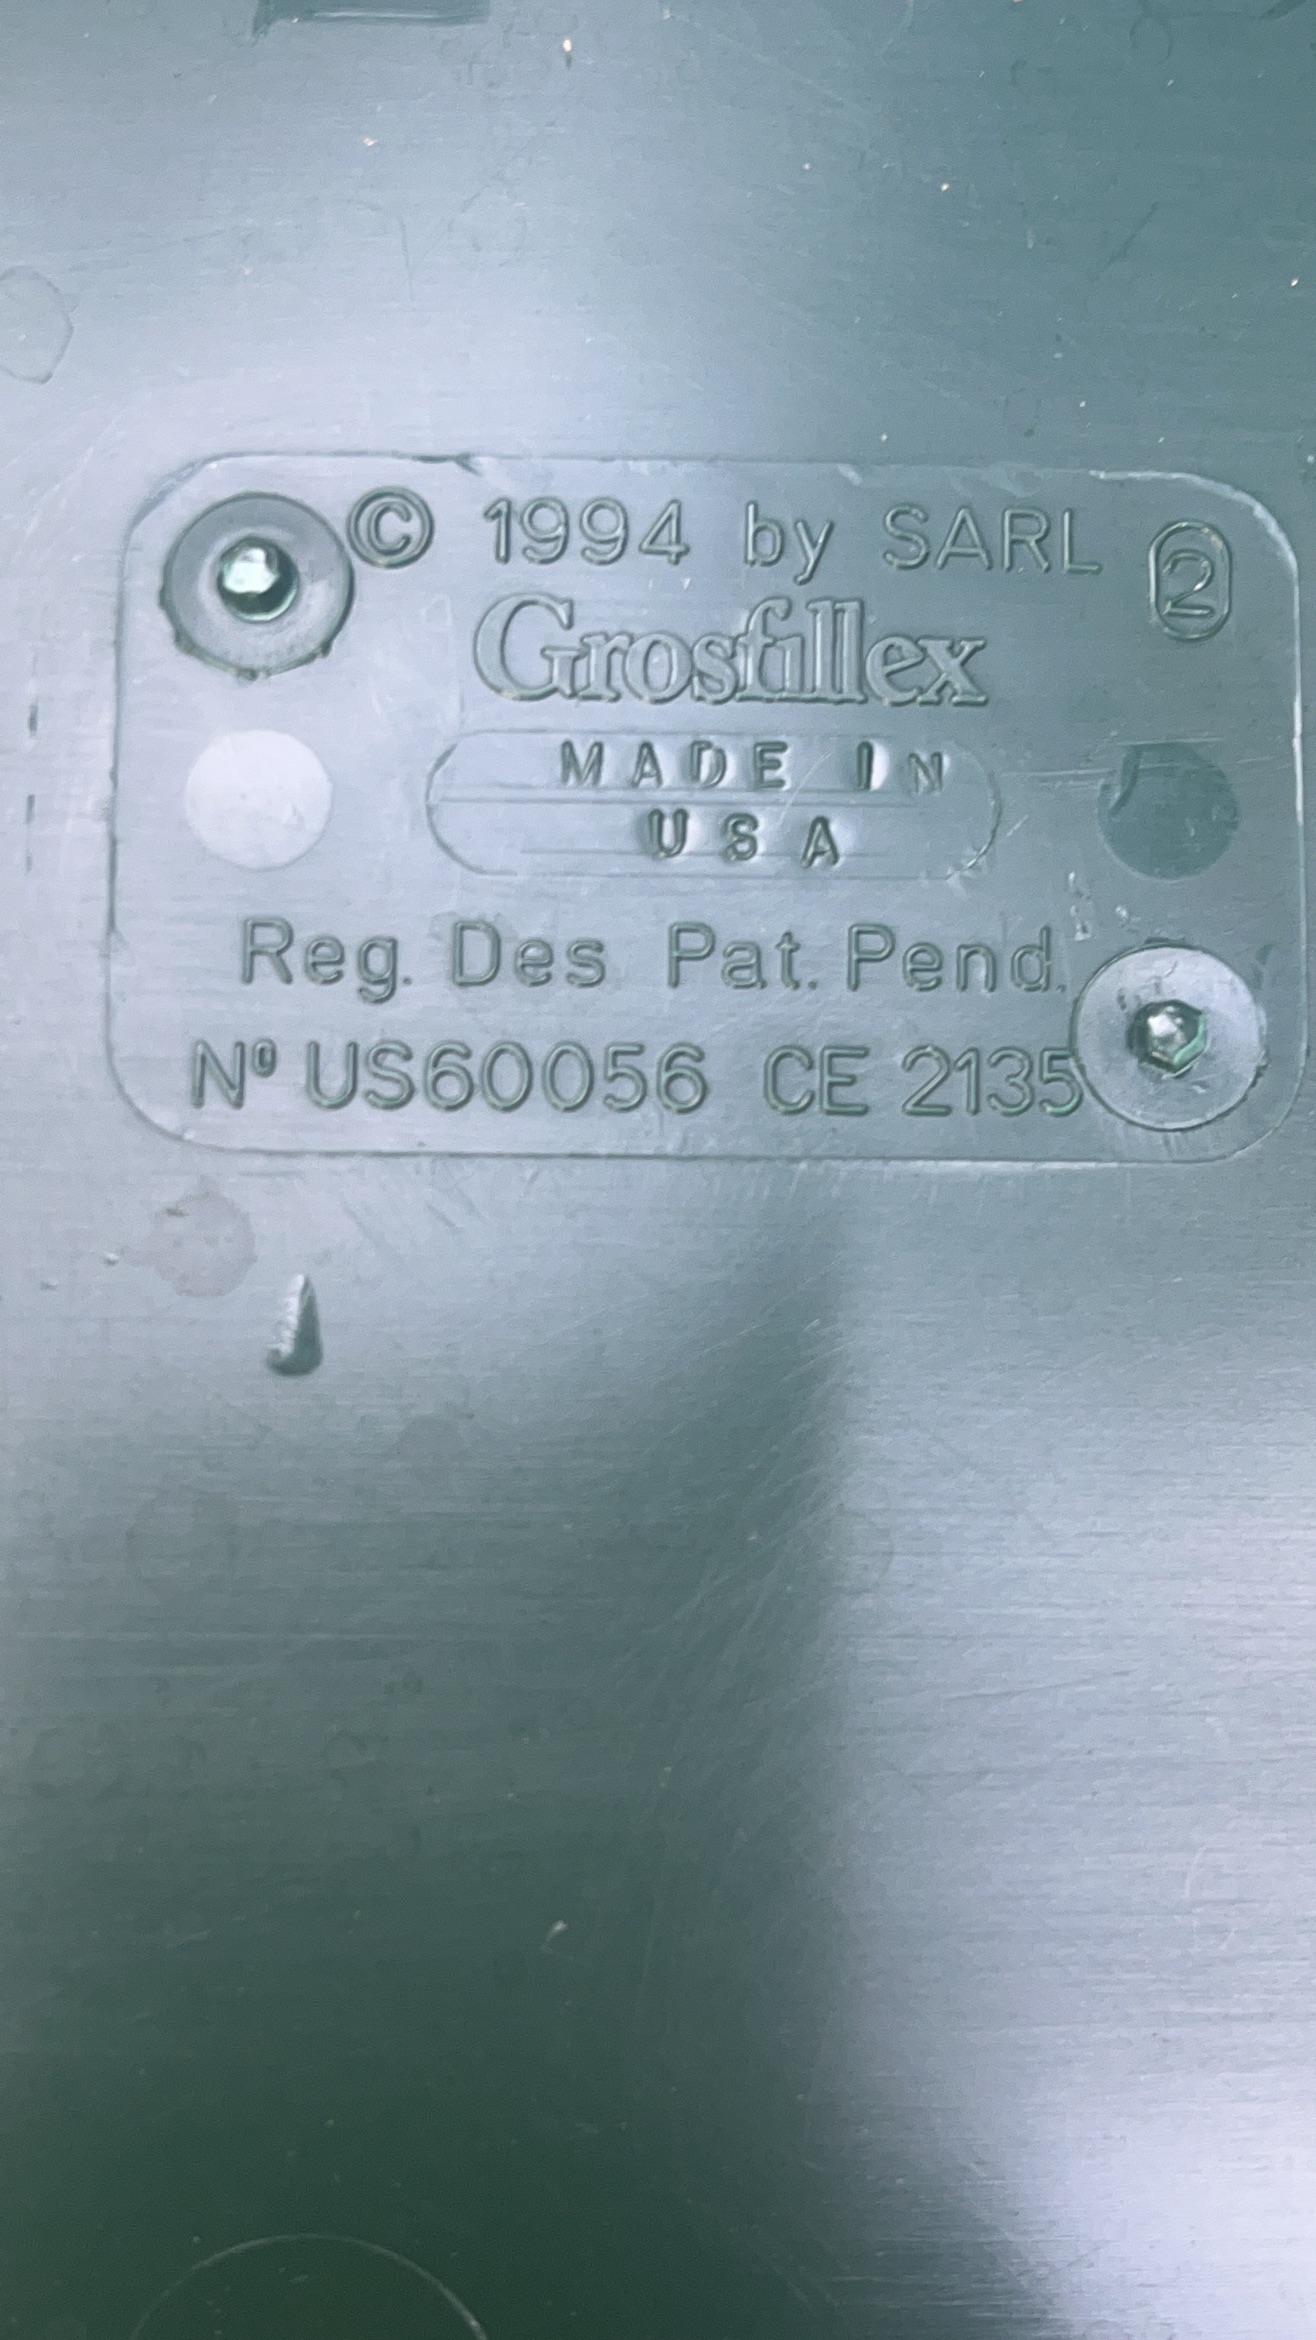 © 1994 by SARL 2
Grosfillex
MADE IN
USA
Reg. Des Pat. Pend.
Nº US60056 CE 2135